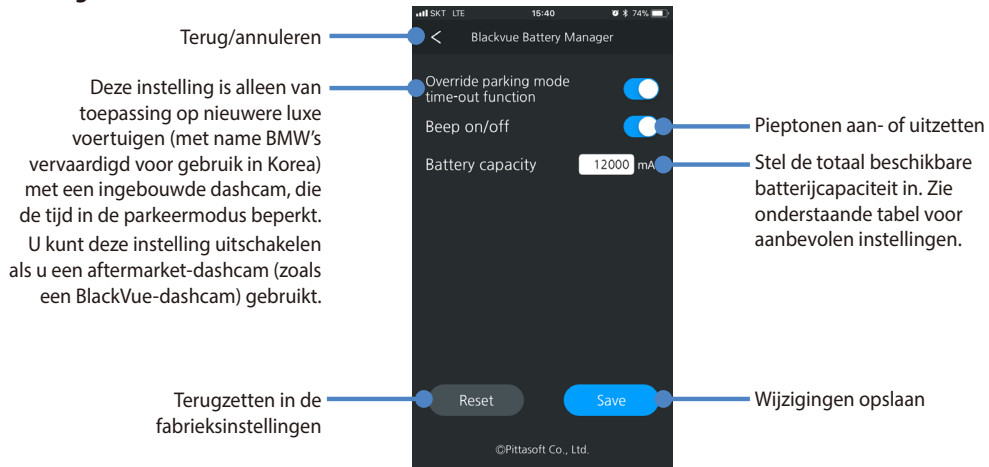 SKT LTE 15:40 74%
Blackvue Battery Manager
Terug/annuleren
Override parking mode
time-out function
Deze instelling is alleen van
toepassing op nieuwere luxe
voertuigen (met name BMW's
vervaardigd voor gebruik in Korea)
met een ingebouwde dashcam, die
de tijd in de parkeermodus beperkt.
U kunt deze instelling uitschakelen
als u een aftermarket-dashcam (zoals
een BlackVue-dashcam) gebruikt.
Beep on/off
Pieptonen aan- of uitzetten
Battery capacity 12000 mA
Stel de totaal beschikbare
batterijcapaciteit in. Zie
onderstaande tabel voor
aanbevolen instellingen.
Reset
Terugzetten in de
fabrieksinstellingen
Save
Wijzigingen opslaan
©Pittasoft Co., Ltd.